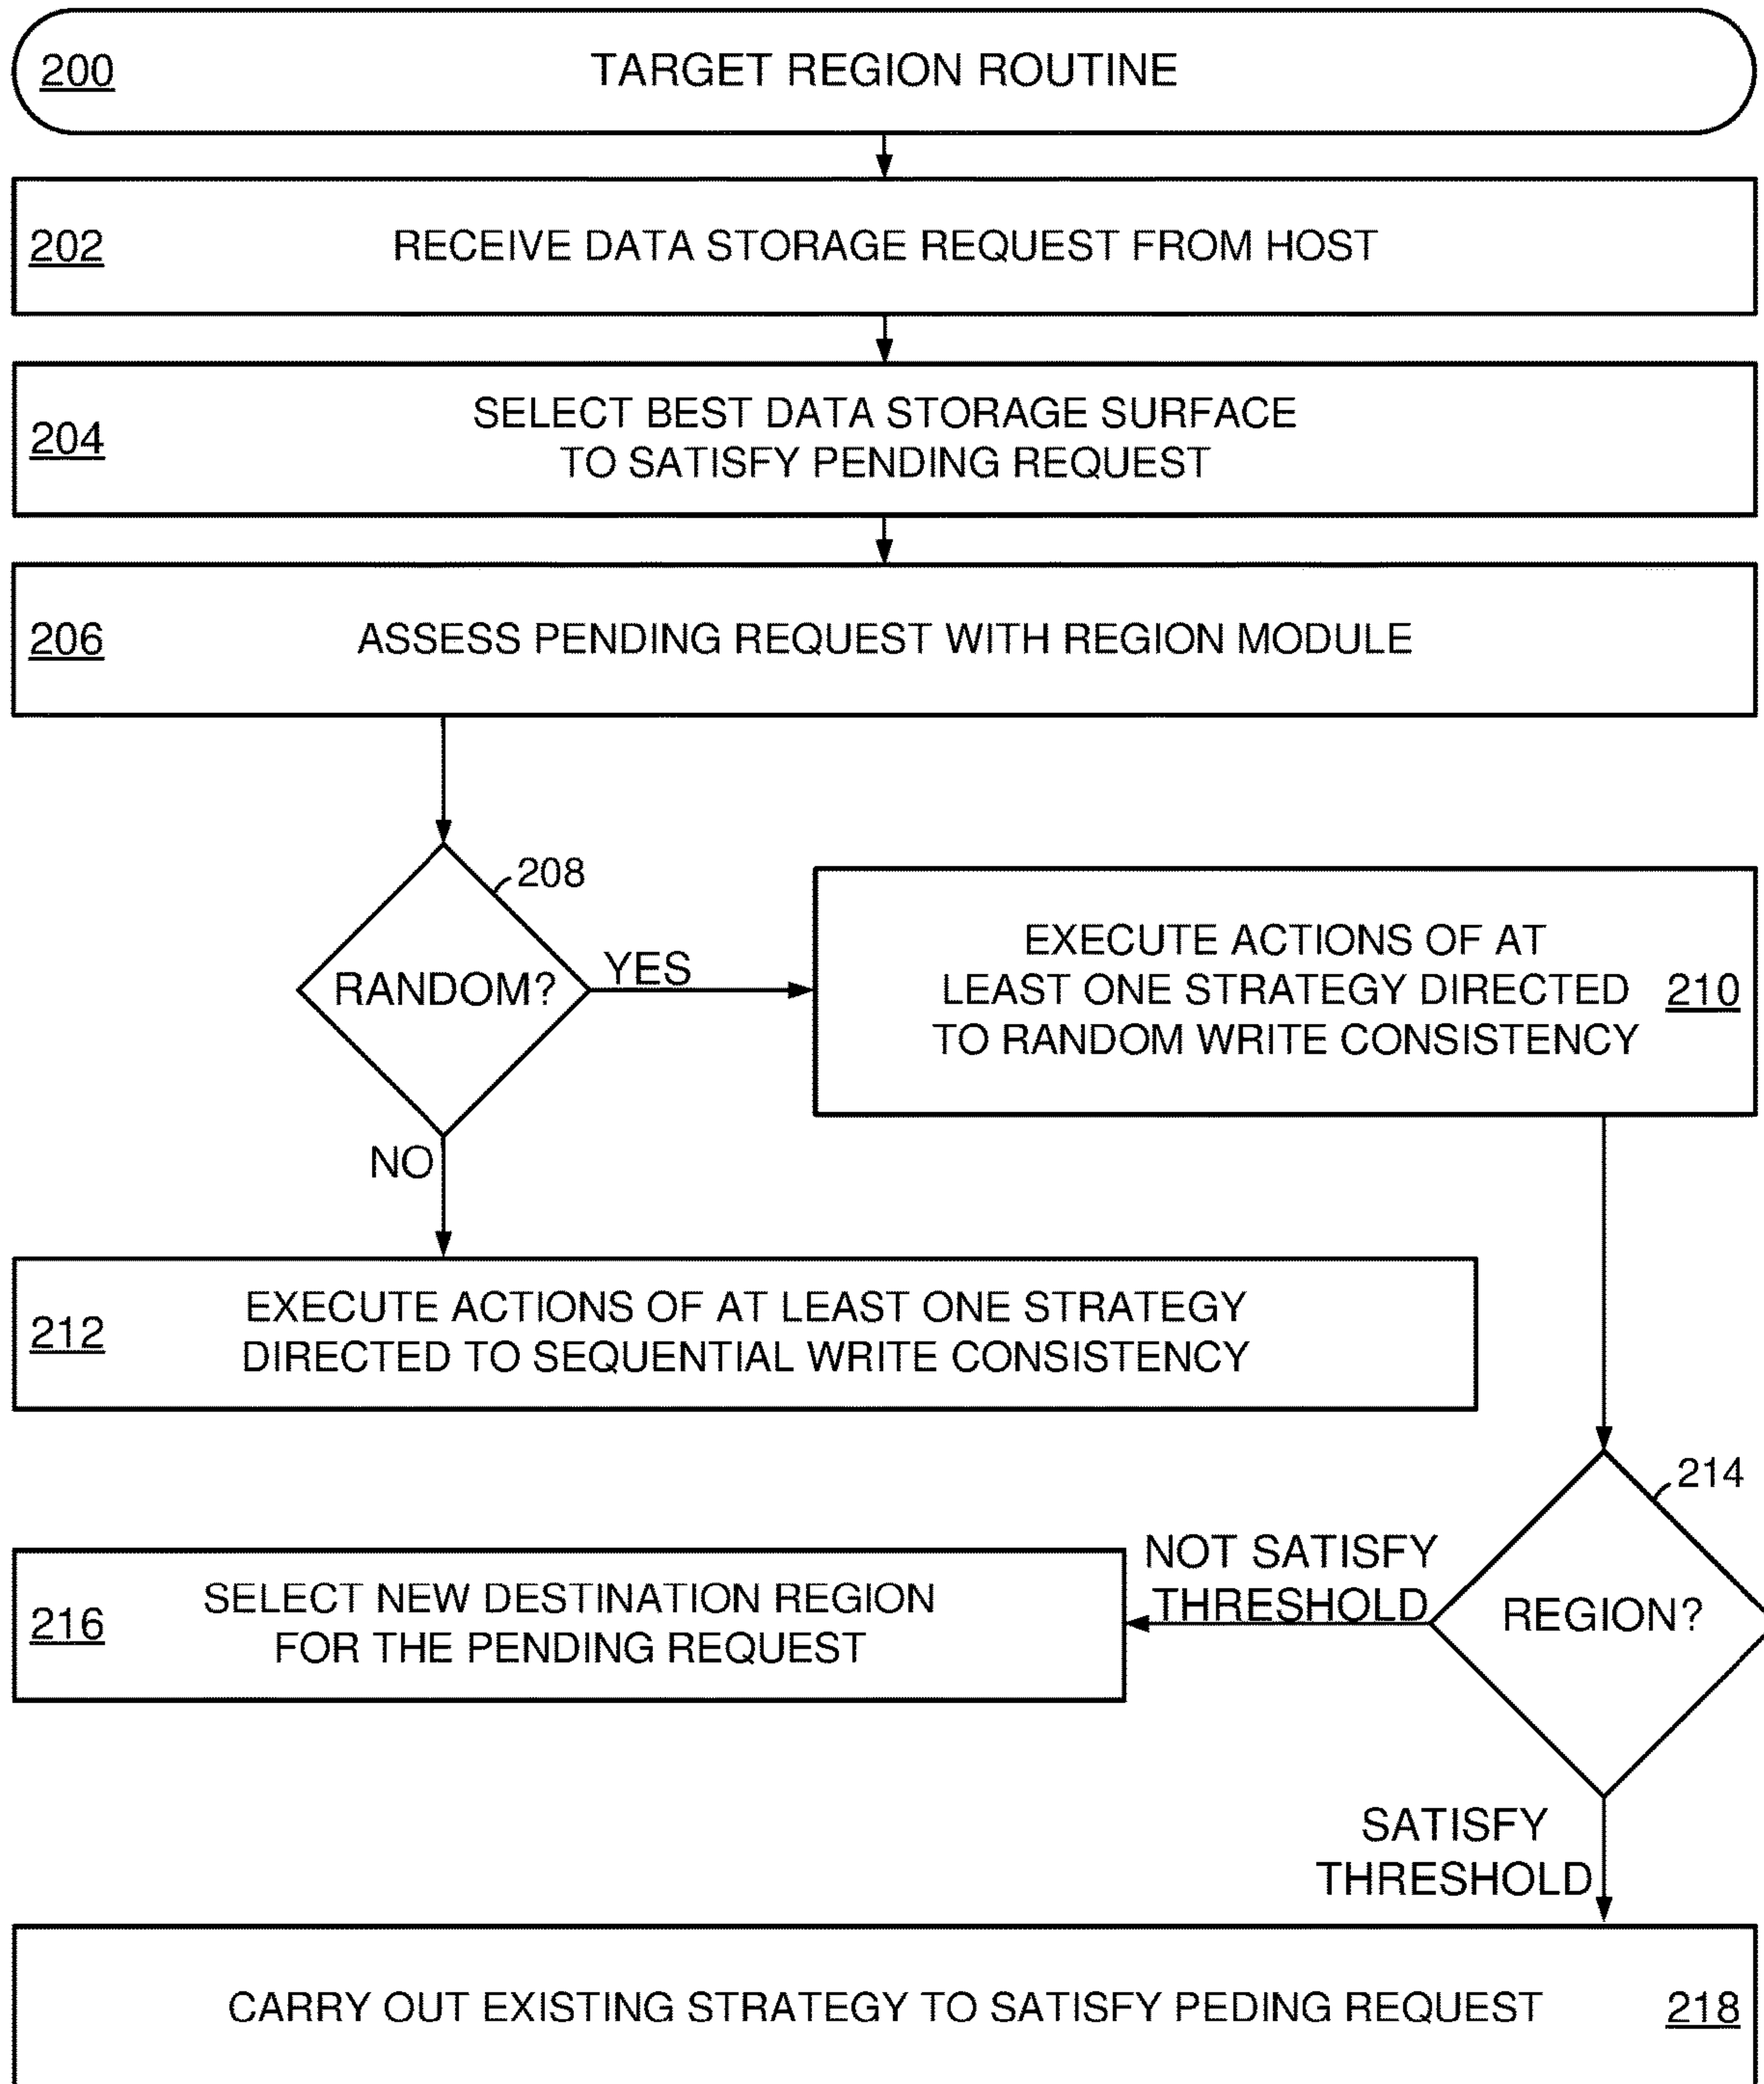 200
TARGET REGION ROUTINE
202
RECEIVE DATA STORAGE REQUEST FROM HOST
204
SELECT BEST DATA STORAGE SURFACE
TO SATISFY PENDING REQUEST
206
ASSESS PENDING REQUEST WITH REGION MODULE
208
RANDOM?
YES
NO
EXECUTE ACTIONS OF AT
LEAST ONE STRATEGY DIRECTED
TO RANDOM WRITE CONSISTENCY
210
212
EXECUTE ACTIONS OF AT LEAST ONE STRATEGY
DIRECTED TO SEQUENTIAL WRITE CONSISTENCY
214
REGION?
NOT SATISFY
THRESHOLD
216
SELECT NEW DESTINATION REGION
FOR THE PENDING REQUEST
SATISFY
THRESHOLD
CARRY OUT EXISTING STRATEGY TO SATISFY PEDING REQUEST
218